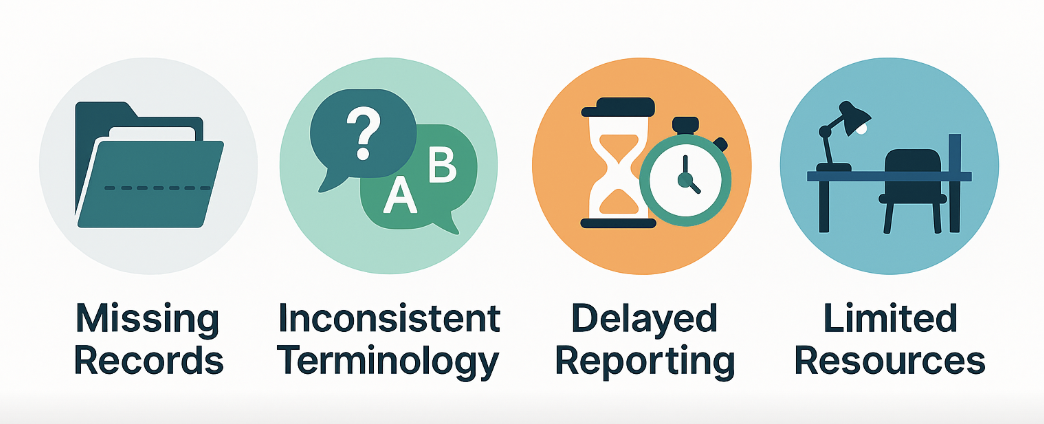 ?
A B
Missing
Records
Inconsistent
Terminology
Delayed
Reporting
Limited
Resources